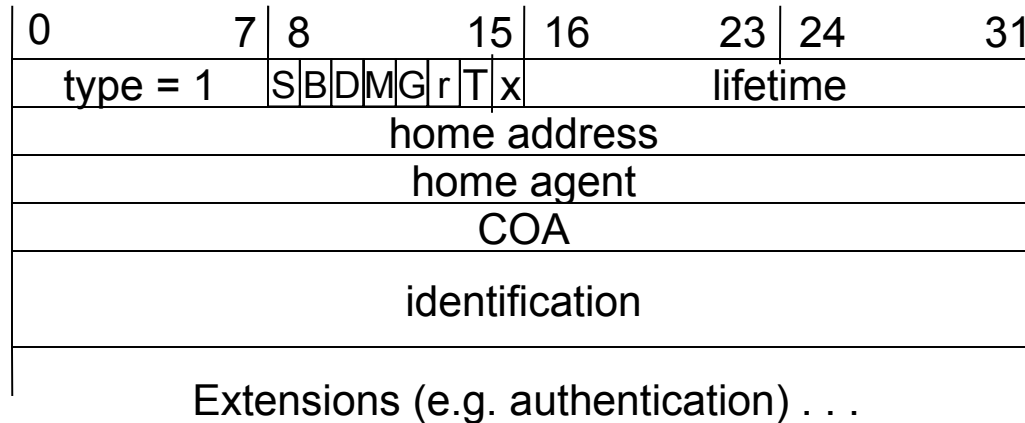 0 7 8 15 16 23 24 31
type = 1 S B D M G r T x lifetime
home address
home agent
COA
identification
Extensions (e.g. authentication) . . .